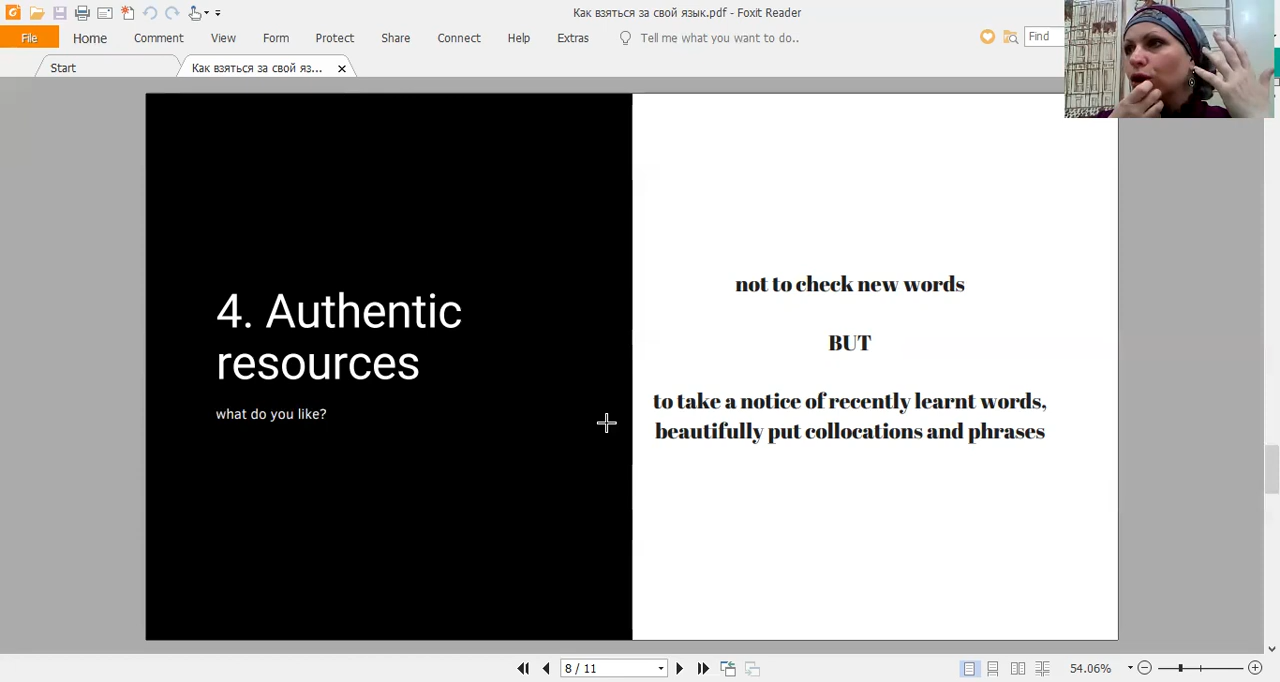 Как взяться за свой язык.pdf - Foxit Reader
File Home Comment View Form Protect Share Connect Help Extras Tell me what you want to do.. Find
Start Как взяться за свой яз...
4. Authentic
resources
what do you like?
not to check new words
BUT
to take a notice of recently learnt words,
beautifully put collocations and phrases
8 / 11 54.06%